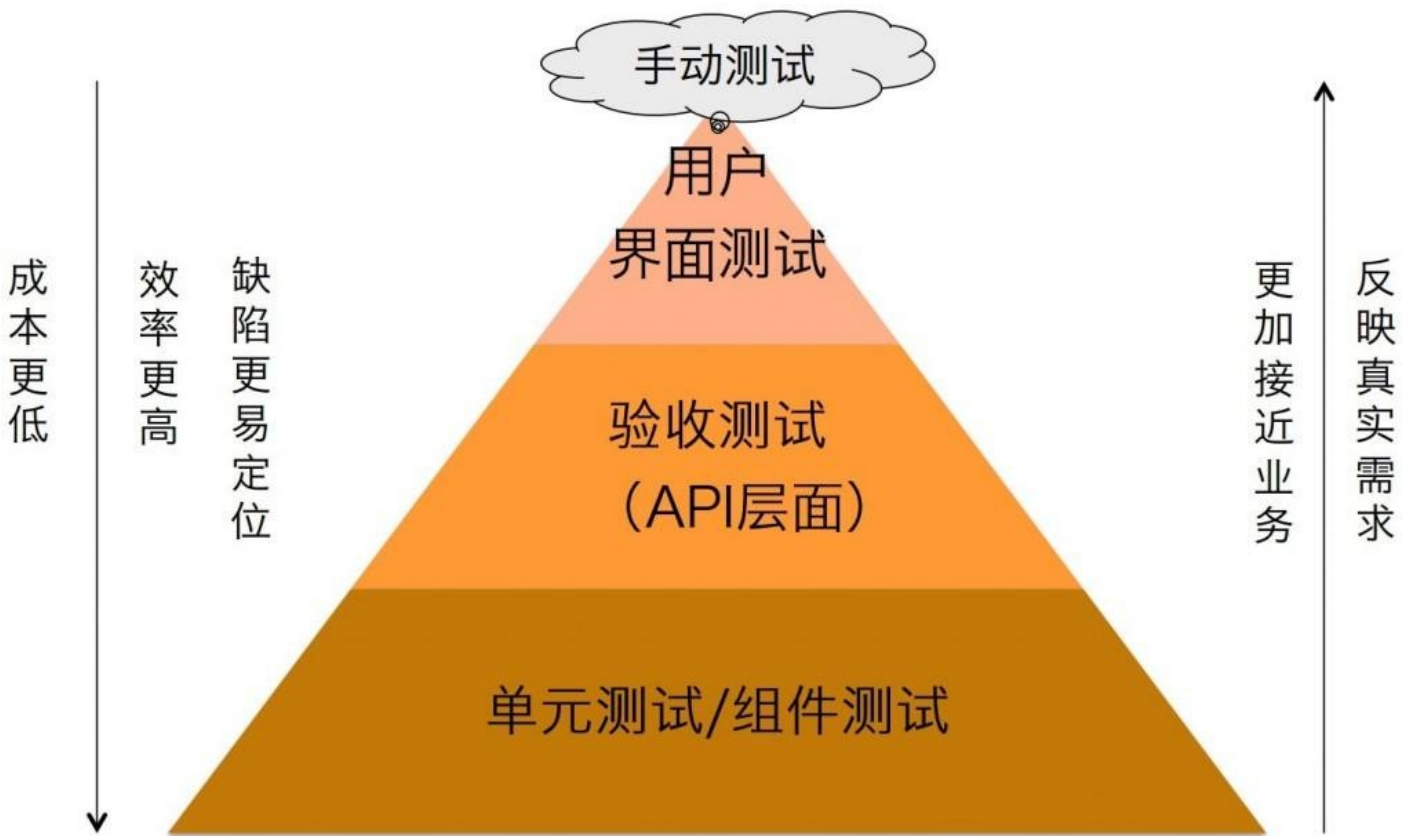 手动测试
用户
界面测试
验收测试
（API层面）
单元测试/组件测试
成本更低
效率更高
缺陷更易定位
更加接近业务
反映真实需求